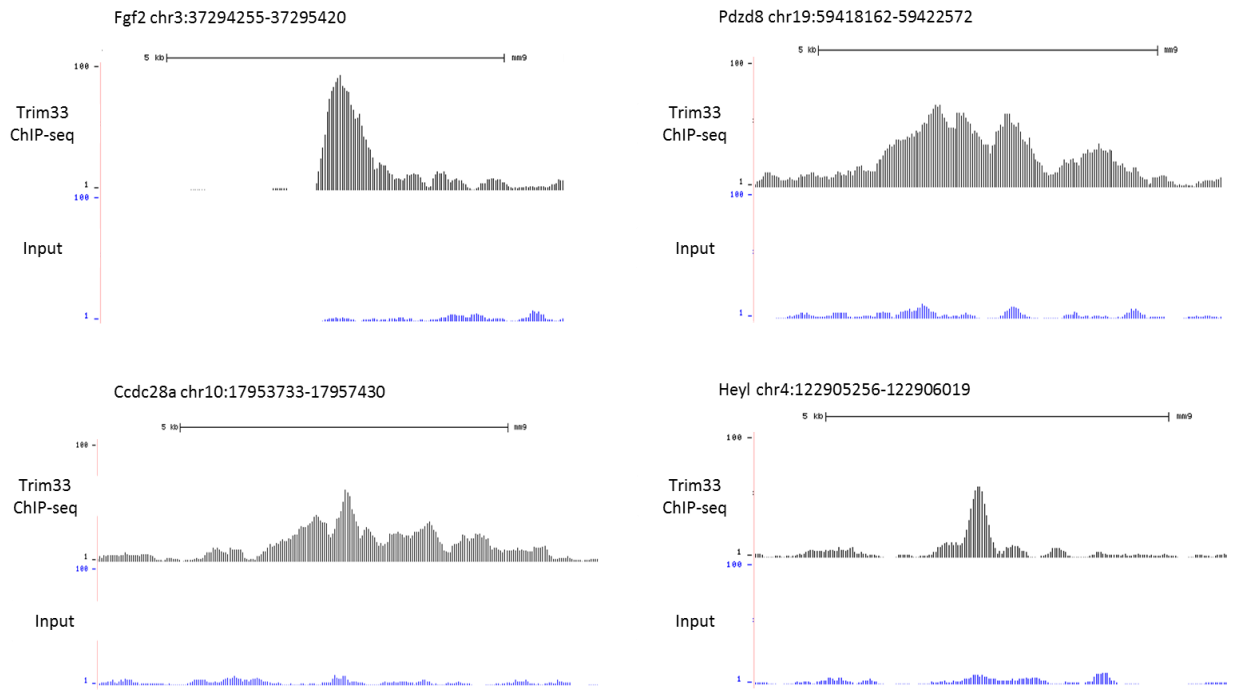 Fgf2 chr3:37294255-37295420
5 kb mm9
100
Trim33
ChIP-seq
1
100
Input
1
Pdzd8 chr19:59418162-59422572
5 kb mm9
100
Trim33
ChIP-seq
1
100
Input
1
Ccdc28a chr10:17953733-17957430
5 kb mm9
100
Trim33
ChIP-seq
1
100
Input
1
Heyl chr4:122905256-122906019
5 kb mm9
100
Trim33
ChIP-seq
1
100
Input
1